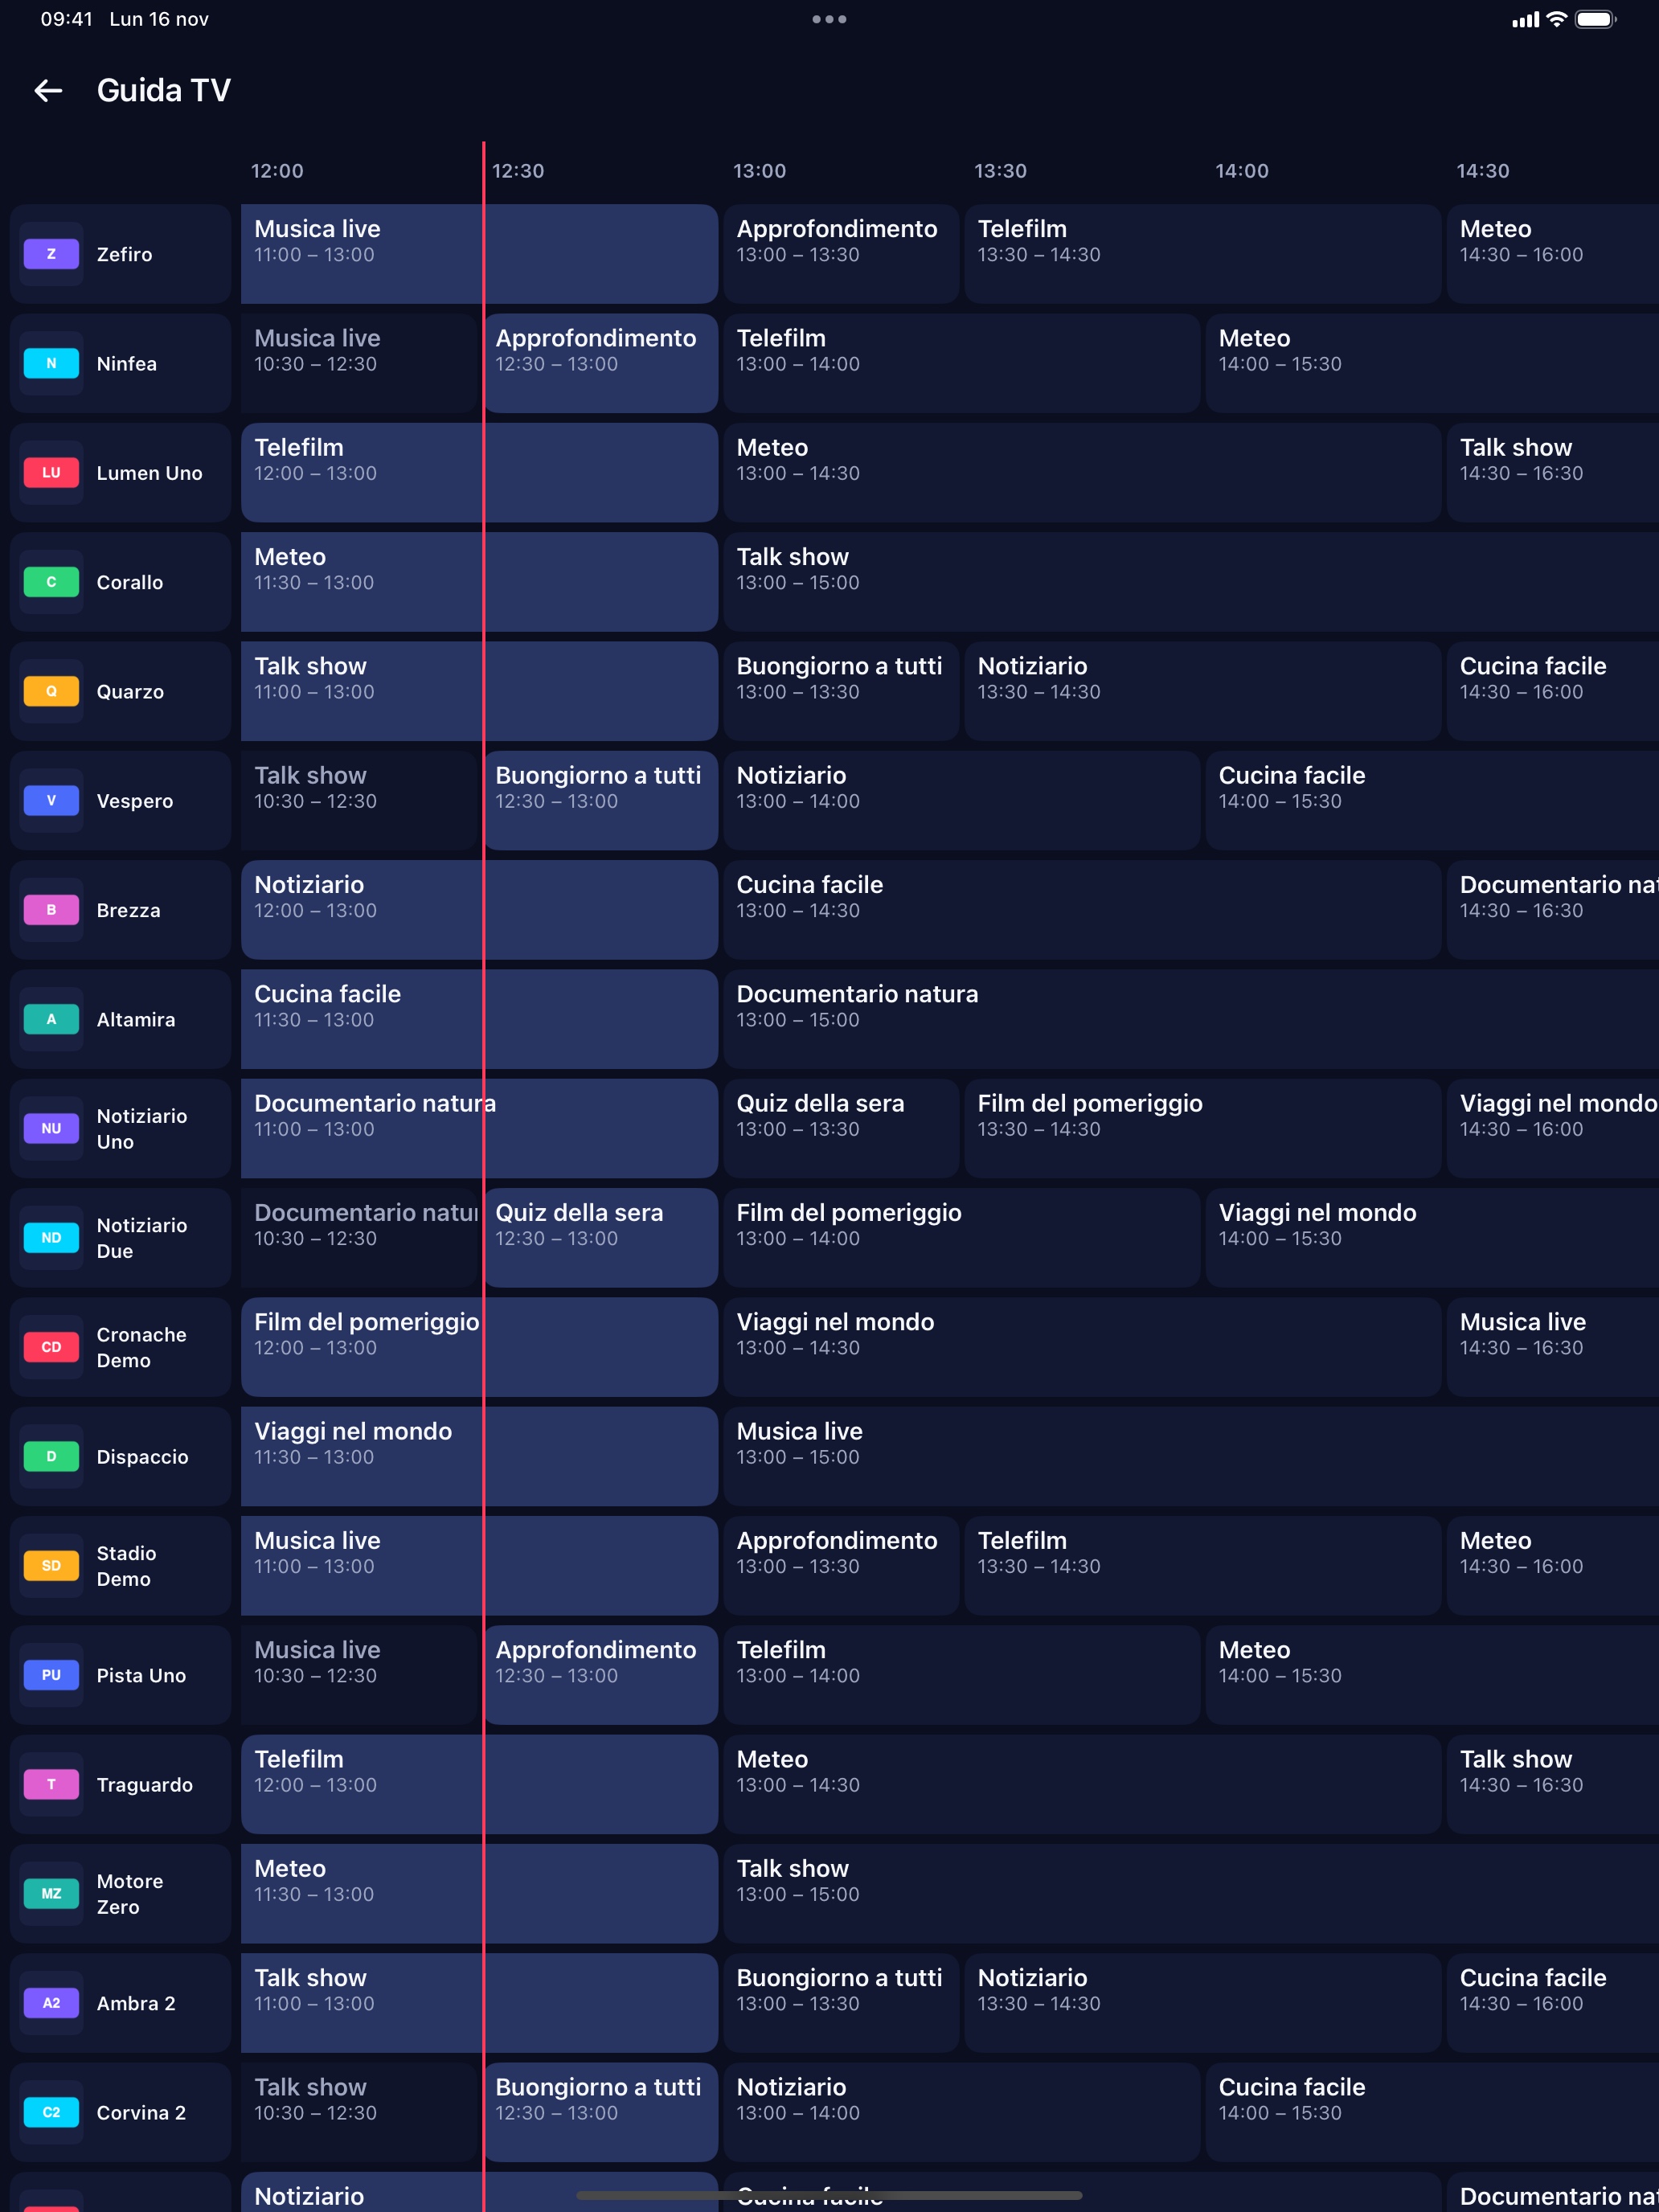 09:41 Lun 16 nov
Guida TV
12:00 12:30 13:00 13:30 14:00 14:30
Z Zefiro
Musica live
11:00 – 13:00
Approfondimento
13:00 – 13:30
Telefilm
13:30 – 14:30
Meteo
14:30 – 16:00
N Ninfea
Musica live
10:30 – 12:30
Approfondimento
12:30 – 13:00
Telefilm
13:00 – 14:00
Meteo
14:00 – 15:30
LU Lumen Uno
Telefilm
12:00 – 13:00
Meteo
13:00 – 14:30
Talk show
14:30 – 16:30
C Corallo
Meteo
11:30 – 13:00
Talk show
13:00 – 15:00
Q Quarzo
Talk show
11:00 – 13:00
Buongiorno a tutti
13:00 – 13:30
Notiziario
13:30 – 14:30
Cucina facile
14:30 – 16:00
V Vespero
Talk show
10:30 – 12:30
Buongiorno a tutti
12:30 – 13:00
Notiziario
13:00 – 14:00
Cucina facile
14:00 – 15:30
B Brezza
Notiziario
12:00 – 13:00
Cucina facile
13:00 – 14:30
Documentario nat
14:30 – 16:30
A Altamira
Cucina facile
11:30 – 13:00
Documentario natura
13:00 – 15:00
NU Notiziario
Uno
Documentario natura
11:00 – 13:00
Quiz della sera
13:00 – 13:30
Film del pomeriggio
13:30 – 14:30
Viaggi nel mondo
14:30 – 16:00
ND Notiziario
Due
Documentario natur
10:30 – 12:30
Quiz della sera
12:30 – 13:00
Film del pomeriggio
13:00 – 14:00
Viaggi nel mondo
14:00 – 15:30
CD Cronache
Demo
Film del pomeriggio
12:00 – 13:00
Viaggi nel mondo
13:00 – 14:30
Musica live
14:30 – 16:30
D Dispaccio
Viaggi nel mondo
11:30 – 13:00
Musica live
13:00 – 15:00
SD Stadio
Demo
Musica live
11:00 – 13:00
Approfondimento
13:00 – 13:30
Telefilm
13:30 – 14:30
Meteo
14:30 – 16:00
PU Pista Uno
Musica live
10:30 – 12:30
Approfondimento
12:30 – 13:00
Telefilm
13:00 – 14:00
Meteo
14:00 – 15:30
T Traguardo
Telefilm
12:00 – 13:00
Meteo
13:00 – 14:30
Talk show
14:30 – 16:30
MZ Motore
Zero
Meteo
11:30 – 13:00
Talk show
13:00 – 15:00
A2 Ambra 2
Talk show
11:00 – 13:00
Buongiorno a tutti
13:00 – 13:30
Notiziario
13:30 – 14:30
Cucina facile
14:30 – 16:00
C2 Corvina 2
Talk show
10:30 – 12:30
Buongiorno a tutti
12:30 – 13:00
Notiziario
13:00 – 14:00
Cucina facile
14:00 – 15:30
Notiziario
Cucina facile
Documentario nat